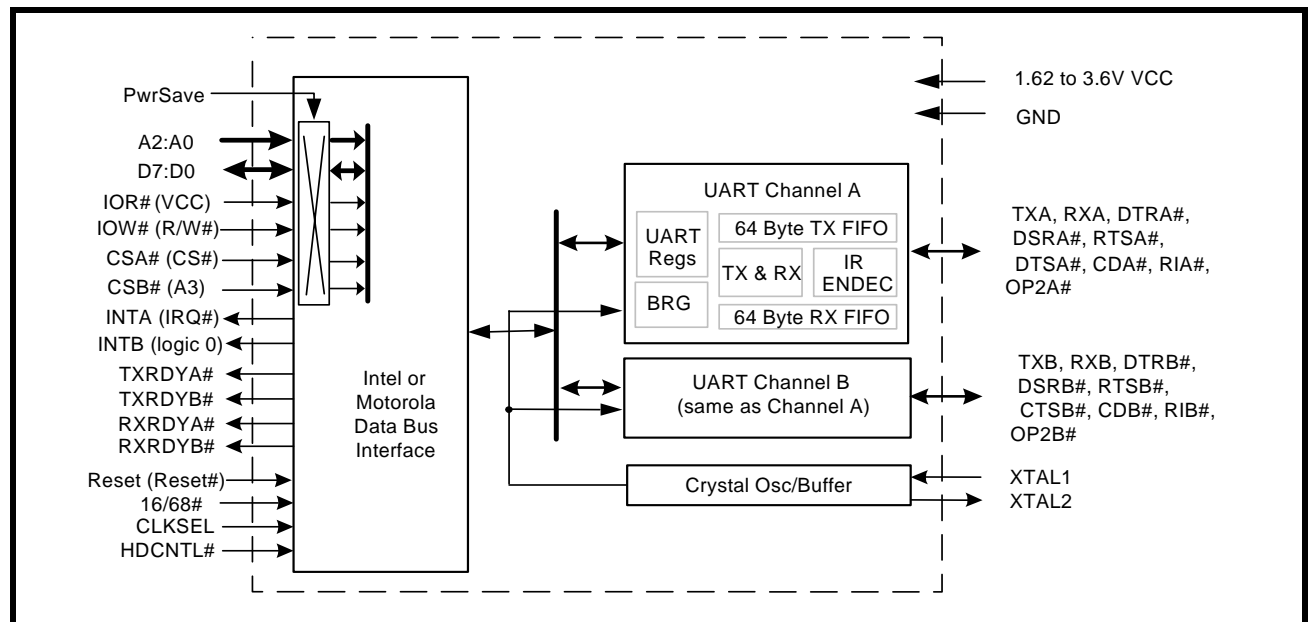 PwrSave
A2:A0
D7:D0
IOR# (VCC)
IOW# (R/W#)
CSA# (CS#)
CSB# (A3)
INTA (IRQ#)
INTB (logic 0)
TXRDYA#
TXRDYB#
RXRDYA#
RXRDYB#
Reset (Reset#)
16/68#
CLKSEL
HDCNTL#
Intel or
Motorola
Data Bus
Interface
UART Channel A
UART
Regs
BRG
64 Byte TX FIFO
TX & RX
IR
ENDEC
64 Byte RX FIFO
UART Channel B
(same as Channel A)
Crystal Osc/Buffer
1.62 to 3.6V VCC
GND
TXA, RXA, DTRA#,
DSRA#, RTSA#,
DTSA#, CDA#, RIA#,
OP2A#
TXB, RXB, DTRB#,
DSRB#, RTSB#,
CTSB#, CDB#, RIB#,
OP2B#
XTAL1
XTAL2